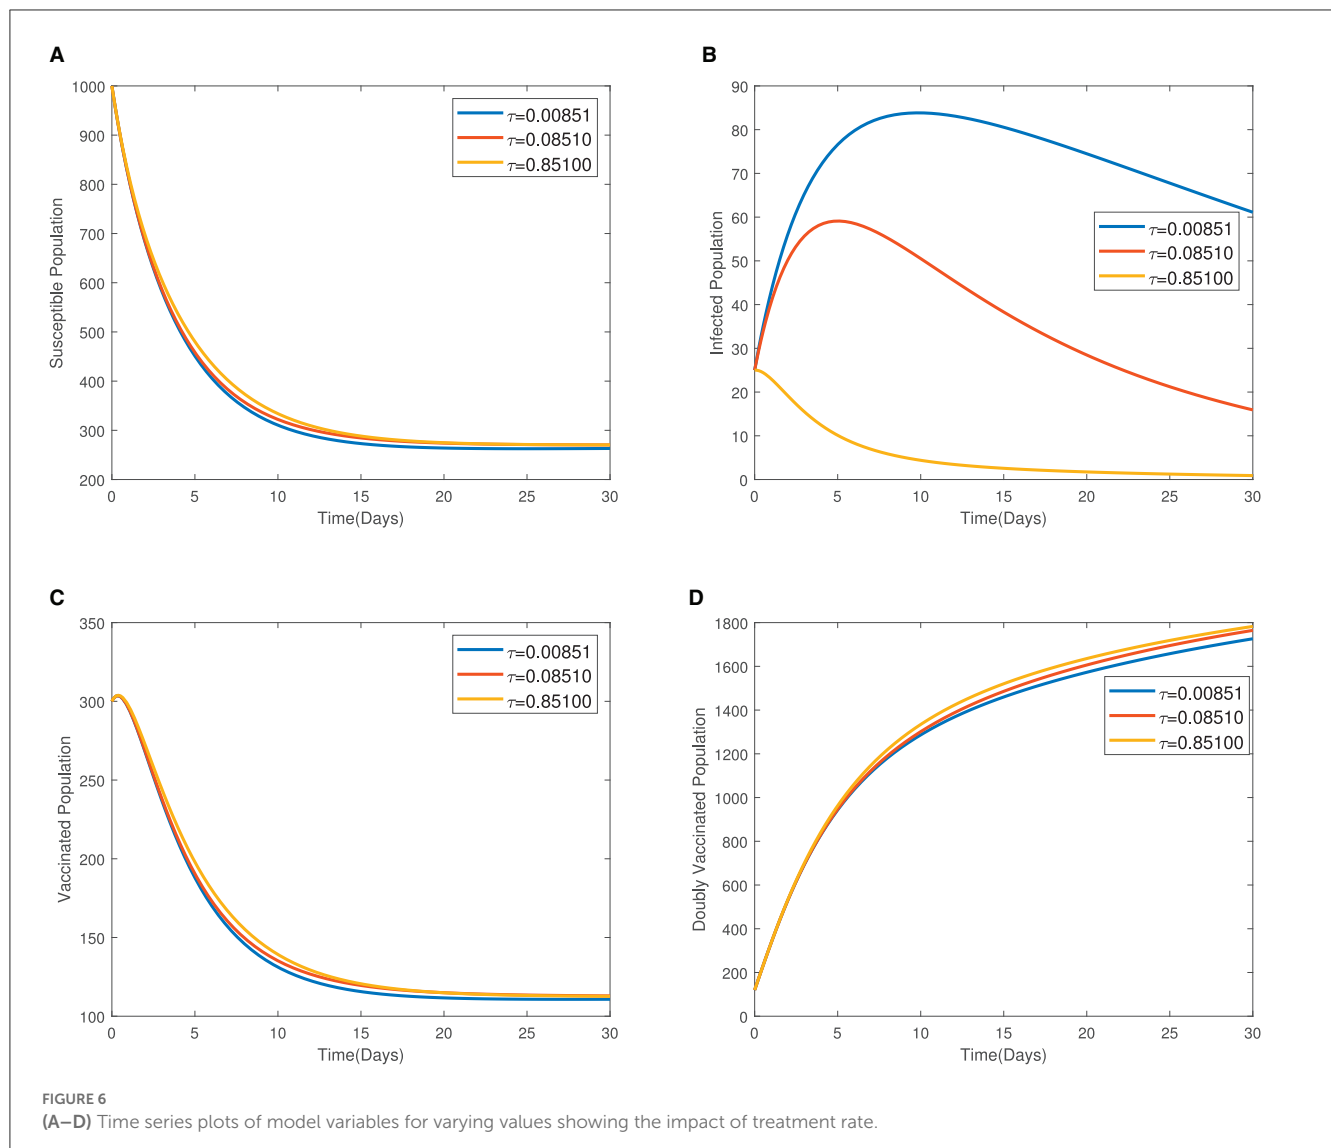 A
1000
900
800
700
600
500
400
300
200
0 5 10 15 20 25 30
Susceptible Population
Time(Days)
τ=0.00851
τ=0.08510
τ=0.85100
B
90
80
70
60
50
40
30
20
10
0
0 5 10 15 20 25 30
Infected Population
Time(Days)
τ=0.00851
τ=0.08510
τ=0.85100
C
350
300
250
200
150
100
0 5 10 15 20 25 30
Vaccinated Population
Time(Days)
τ=0.00851
τ=0.08510
τ=0.85100
D
1800
1600
1400
1200
1000
800
600
400
200
0
0 5 10 15 20 25 30
Doubly Vaccinated Population
Time(Days)
τ=0.00851
τ=0.08510
τ=0.85100
FIGURE 6
(A–D) Time series plots of model variables for varying values showing the impact of treatment rate.